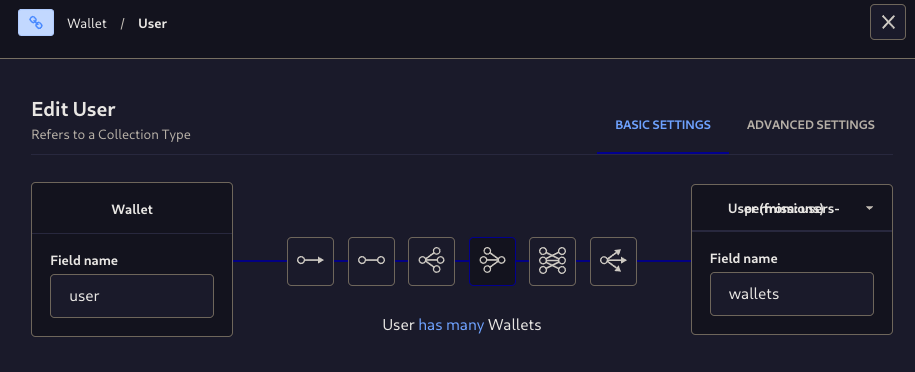 Wallet / User
Edit User
Refers to a Collection Type
BASIC SETTINGS
ADVANCED SETTINGS
Wallet
Field name
user
User (from: users-
permissions-user)
Field name
wallets
User has many Wallets